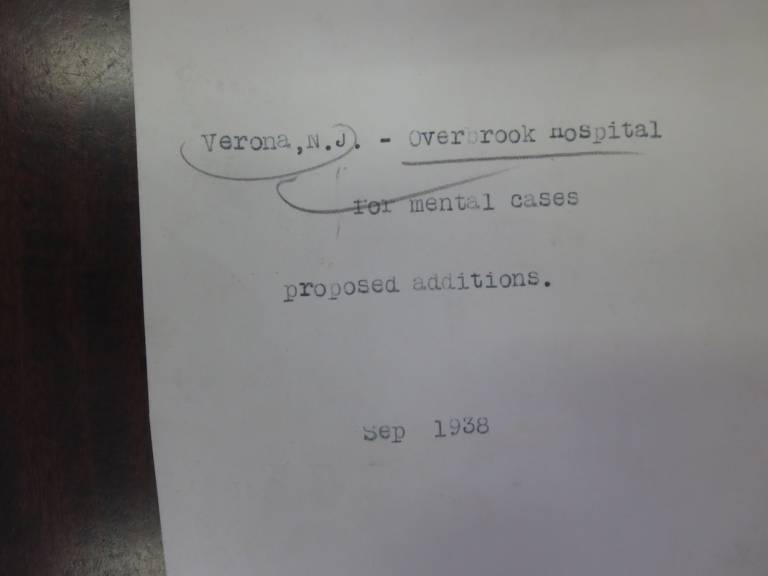 Verona,N.J. - Overbrook Hospital
for mental cases
proposed additions.
Sep 1938